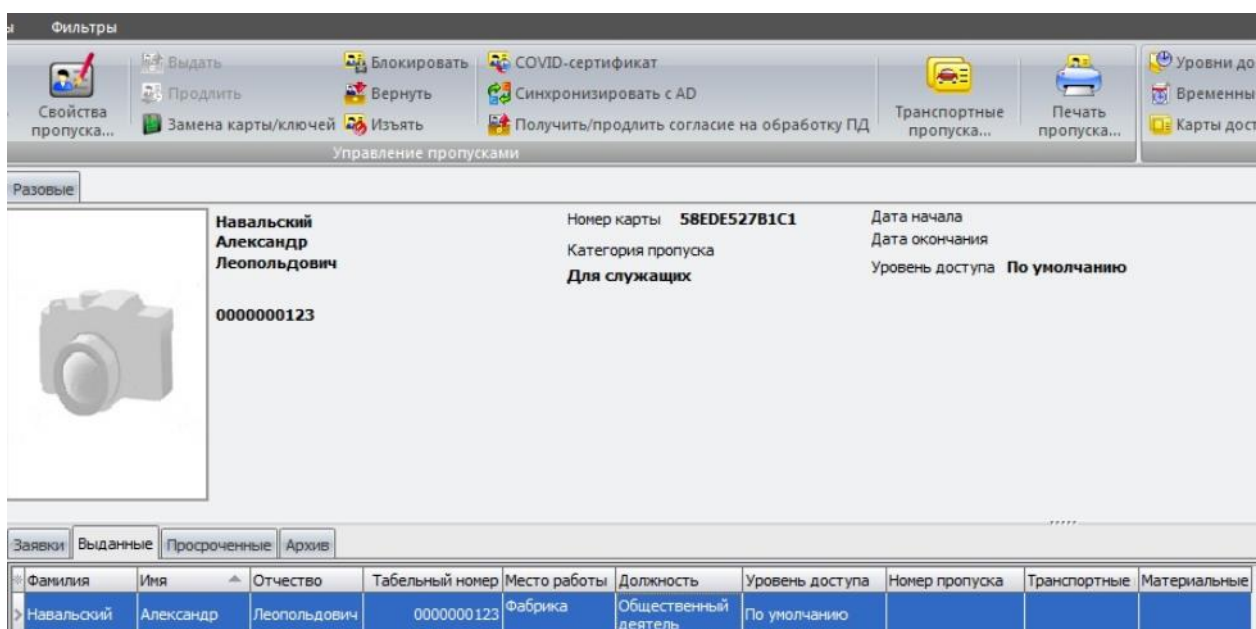 ы Фильтры
Свойства пропуска...
Выдать
Продлить
Замена карты/ключей
Блокировать
Вернуть
Изъять
COVID-сертификат
Синхронизировать с AD
Получить/продлить согласие на обработку ПД
Транспортные пропуска...
Печать пропуска...
Уровни до
Временны
Карты дост
Управление пропусками
Разовые
Навальский
Александр
Леопольдович
0000000123
Номер карты 58EDE527B1C1
Категория пропуска
Для служащих
Дата начала
Дата окончания
Уровень доступа По умолчанию
Заявки Выданные Просроченные Архив
Фамилия Имя Отчество Табельный номер Место работы Должность Уровень доступа Номер пропуска Транспортные Материальные
Навальский Александр Леопольдович 0000000123 Фабрика Общественный деятель По умолчанию